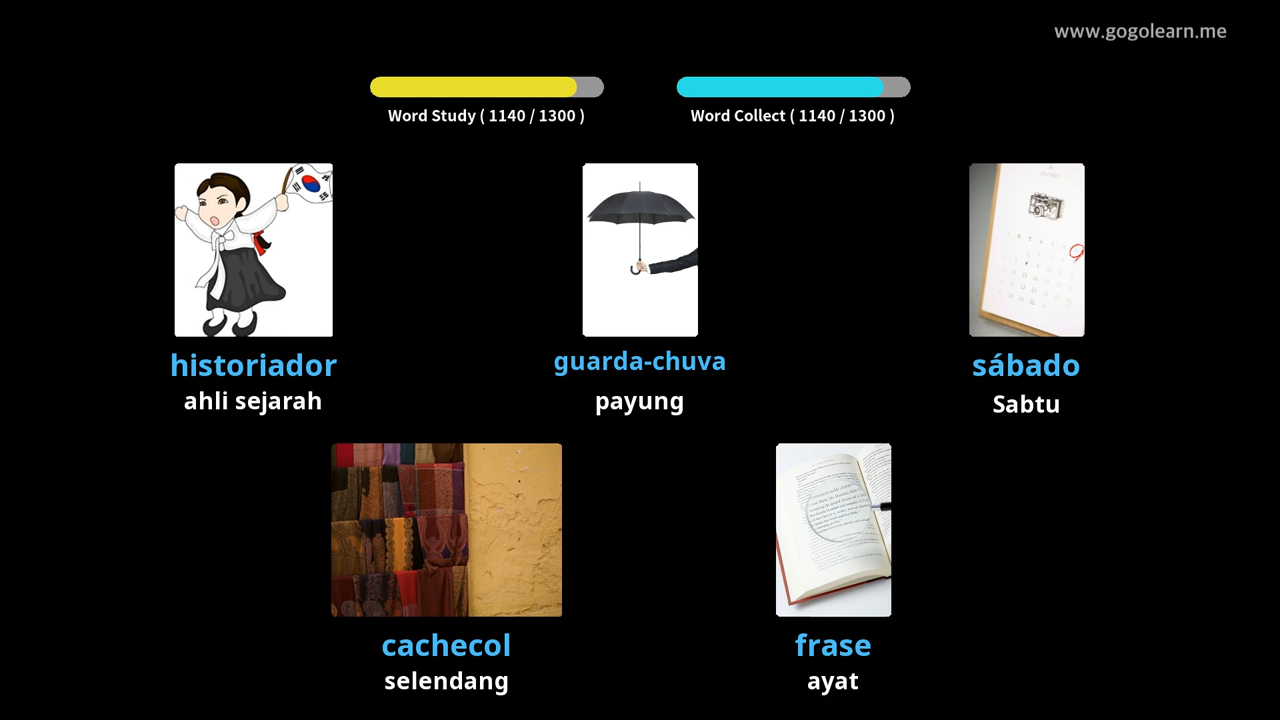 www.gogolearn.me
Word Study ( 1140 / 1300 )
Word Collect ( 1140 / 1300 )
historiador
ahli sejarah
guarda-chuva
payung
sábado
Sabtu
cachecol
selendang
frase
ayat